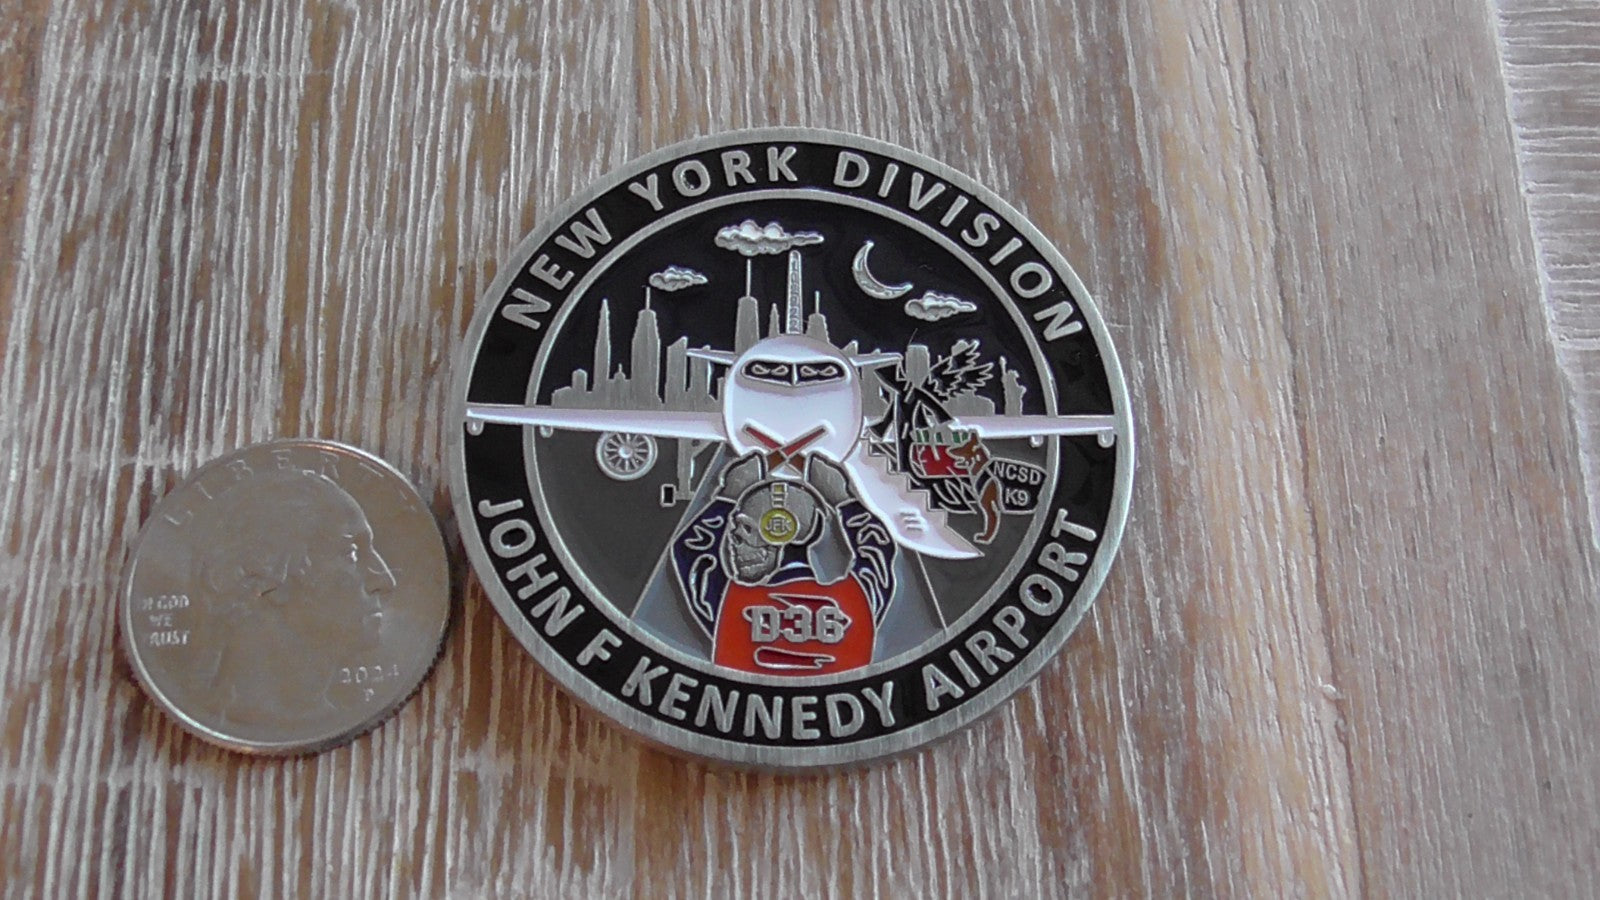 NEW YORK DIVISION
NCSD
K9
JFK
D36
JOHN F KENNEDY AIRPORT
LIBERTY
IN GOD
WE
TRUST
2024
P